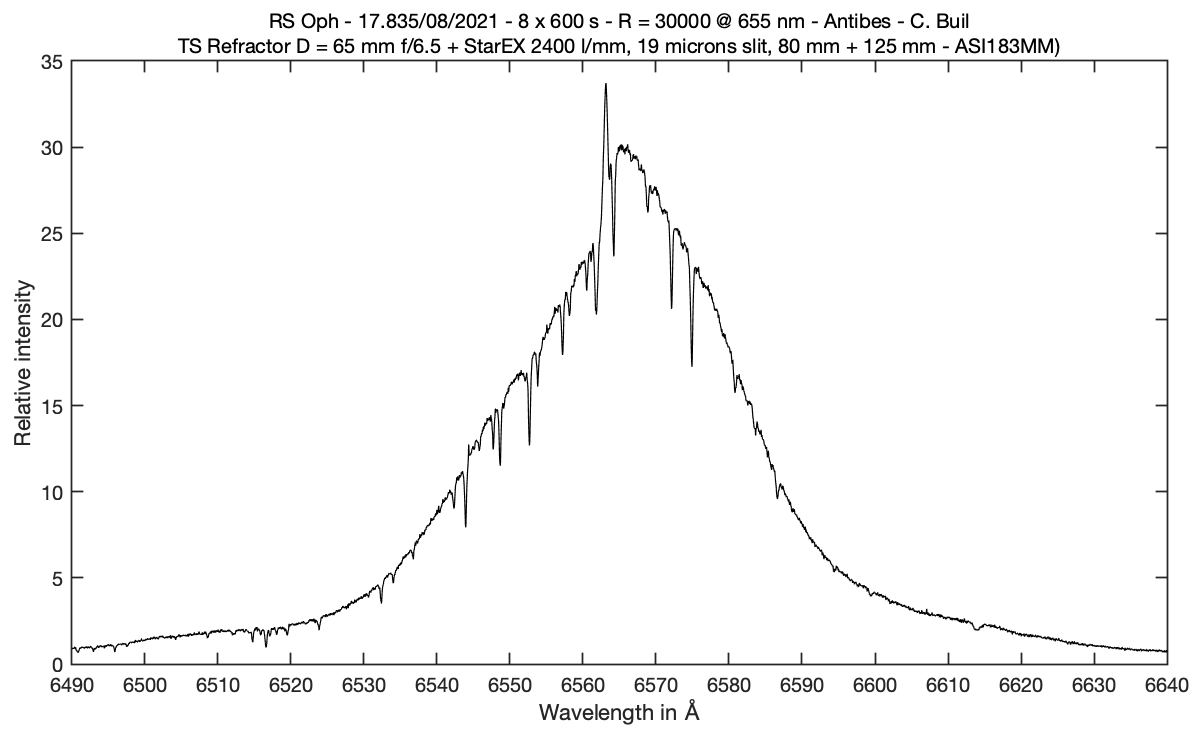 RS Oph - 17.835/08/2021 - 8 x 600 s - R = 30000 @ 655 nm - Antibes - C. Buil
TS Refractor D = 65 mm f/6.5 + StarEX 2400 l/mm, 19 microns slit, 80 mm + 125 mm - ASI183MM)
35
30
25
20
15
10
5
0
Relative intensity
6490 6500 6510 6520 6530 6540 6550 6560 6570 6580 6590 6600 6610 6620 6630 6640
Wavelength in Å